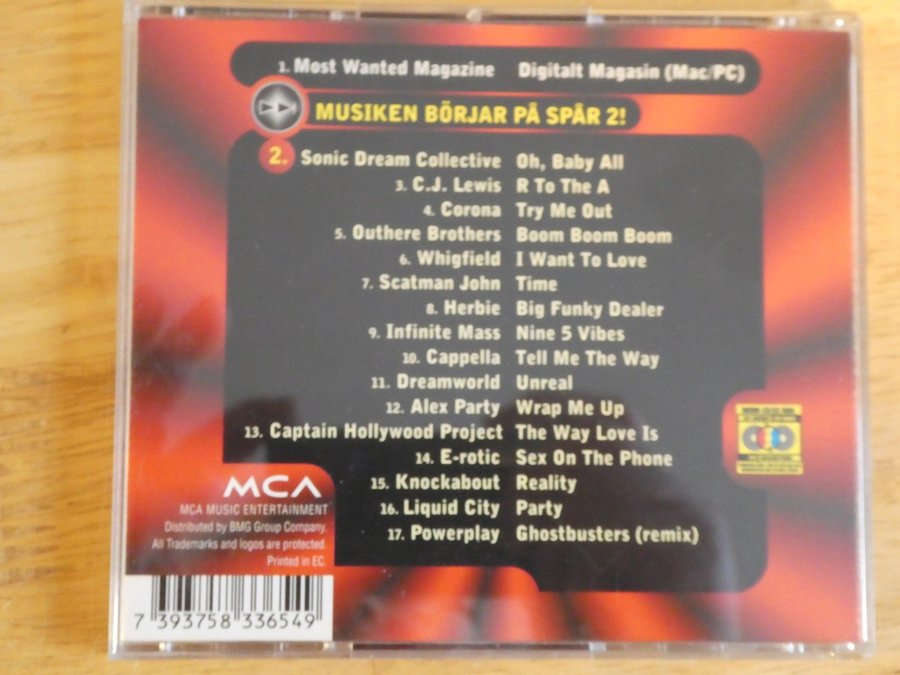 1. Most Wanted Magazine Digitalt Magasin (Mac/PC)
MUSIKEN BÖRJAR PÅ SPÅR 2!
2. Sonic Dream Collective Oh, Baby All
3. C.J. Lewis R To The A
4. Corona Try Me Out
5. Outhere Brothers Boom Boom Boom
6. Whigfield I Want To Love
7. Scatman John Time
8. Herbie Big Funky Dealer
9. Infinite Mass Nine 5 Vibes
10. Cappella Tell Me The Way
11. Dreamworld Unreal
12. Alex Party Wrap Me Up
13. Captain Hollywood Project The Way Love Is
14. E-rotic Sex On The Phone
15. Knockabout Reality
16. Liquid City Party
17. Powerplay Ghostbusters (remix)
MCA
MCA MUSIC ENTERTAINMENT
Distributed by BMG Group Company.
All Trademarks and logos are protected.
Printed in EC.
7 393758 336549